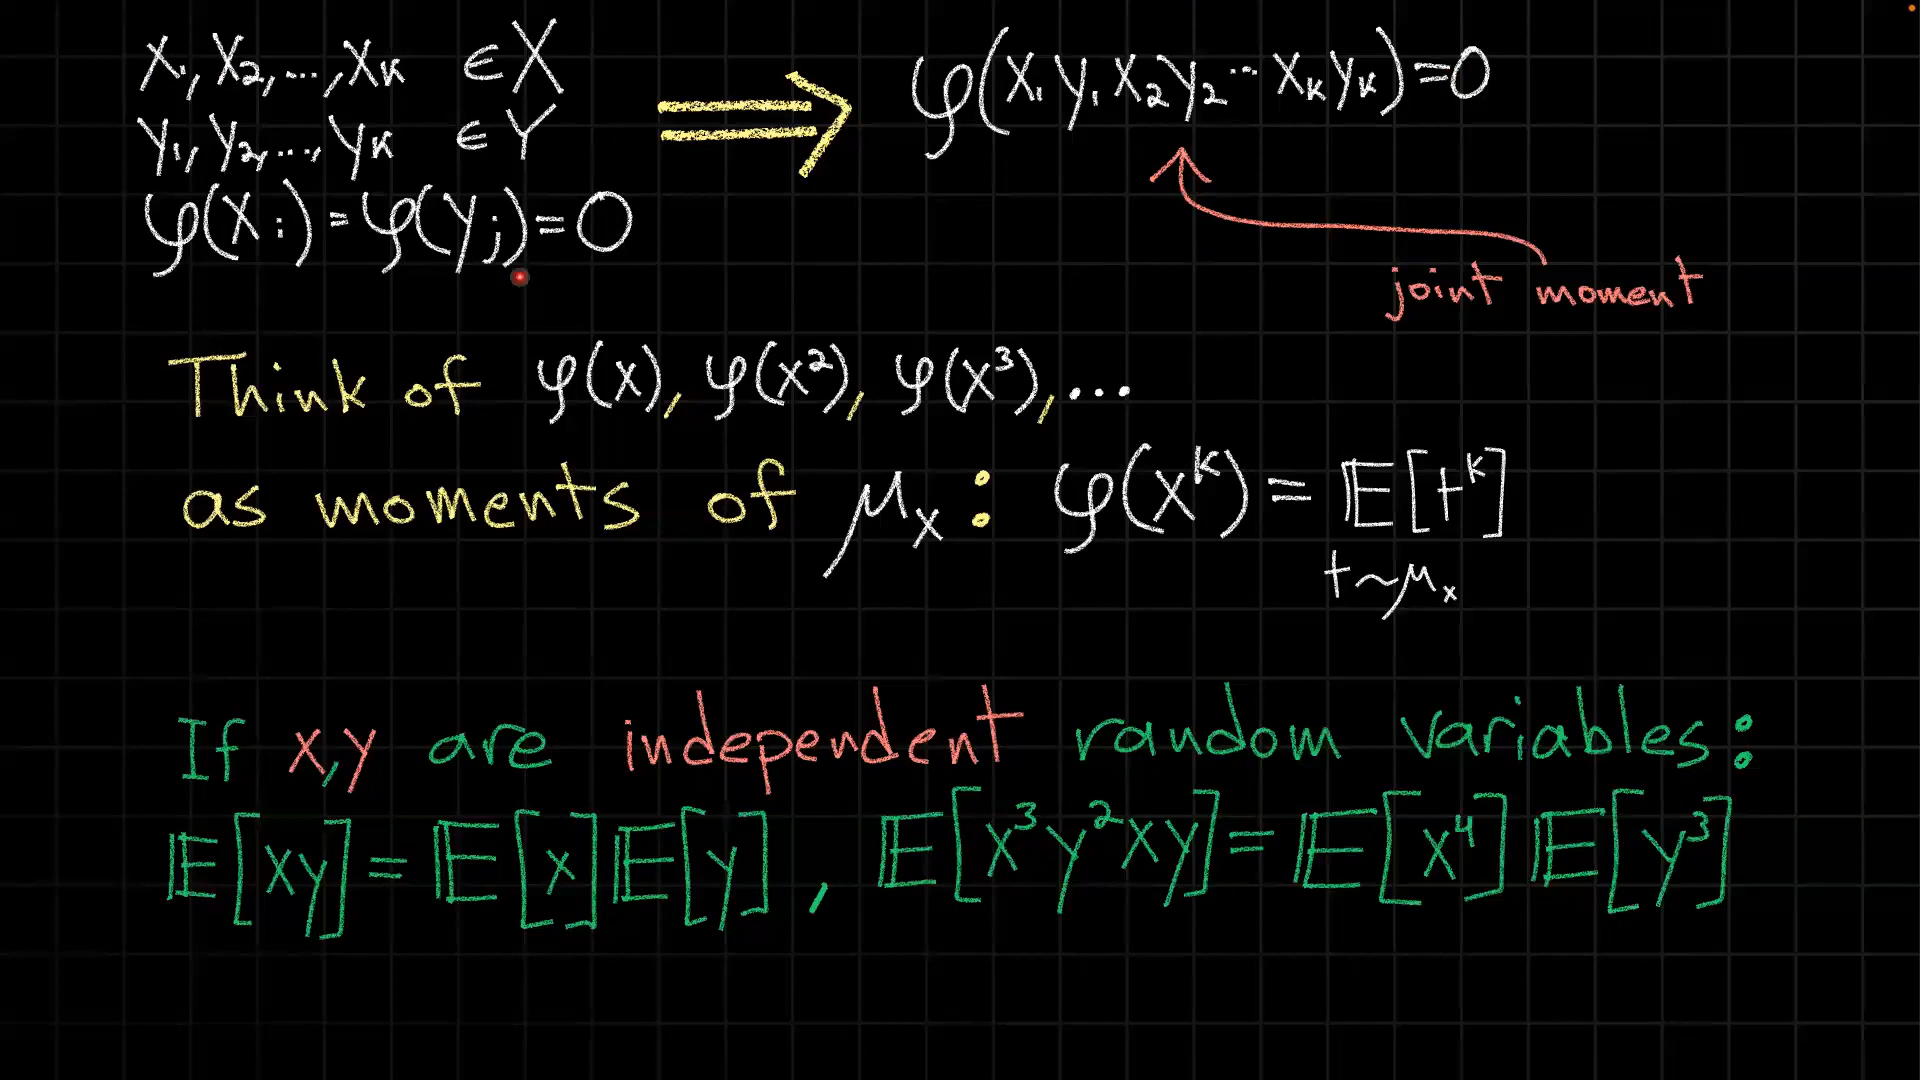 x₁, x₂, ..., xₖ ∈ X
y₁, y₂, ..., yₖ ∈ Y
φ(xᵢ) = φ(yⱼ) = 0
⟹ φ(x₁y₁x₂y₂⋯xₖyₖ) = 0
joint moment
Think of φ(x), φ(x²), φ(x³), ...
as moments of μₓ : φ(xᵏ) = 𝔼[tᵏ]
t~μₓ
If x,y are independent random variables:
𝔼[xy] = 𝔼[x]𝔼[y], 𝔼[x³y²xy] = 𝔼[x⁴]𝔼[y³]